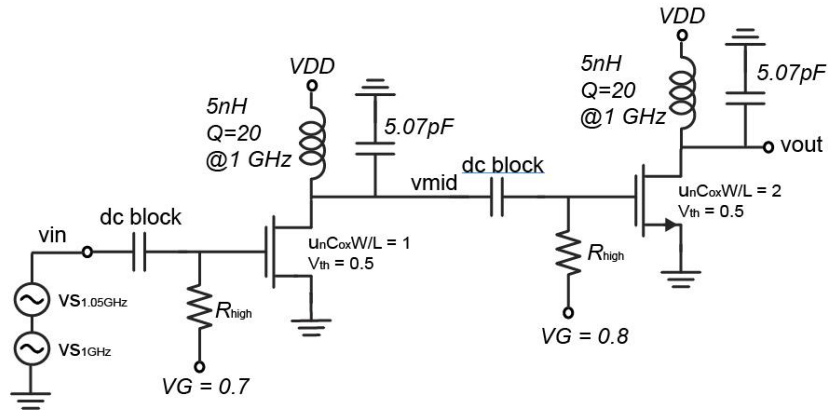 VDD
5nH
Q=20
@1 GHz
5.07pF
vmid
dc block
vin
dc block
unCoxW/L = 1
Vth = 0.5
Rhigh
VG = 0.7
VS1.05GHz
VS1GHz
VDD
5nH
Q=20
@1 GHz
5.07pF
vout
unCoxW/L = 2
Vth = 0.5
Rhigh
VG = 0.8